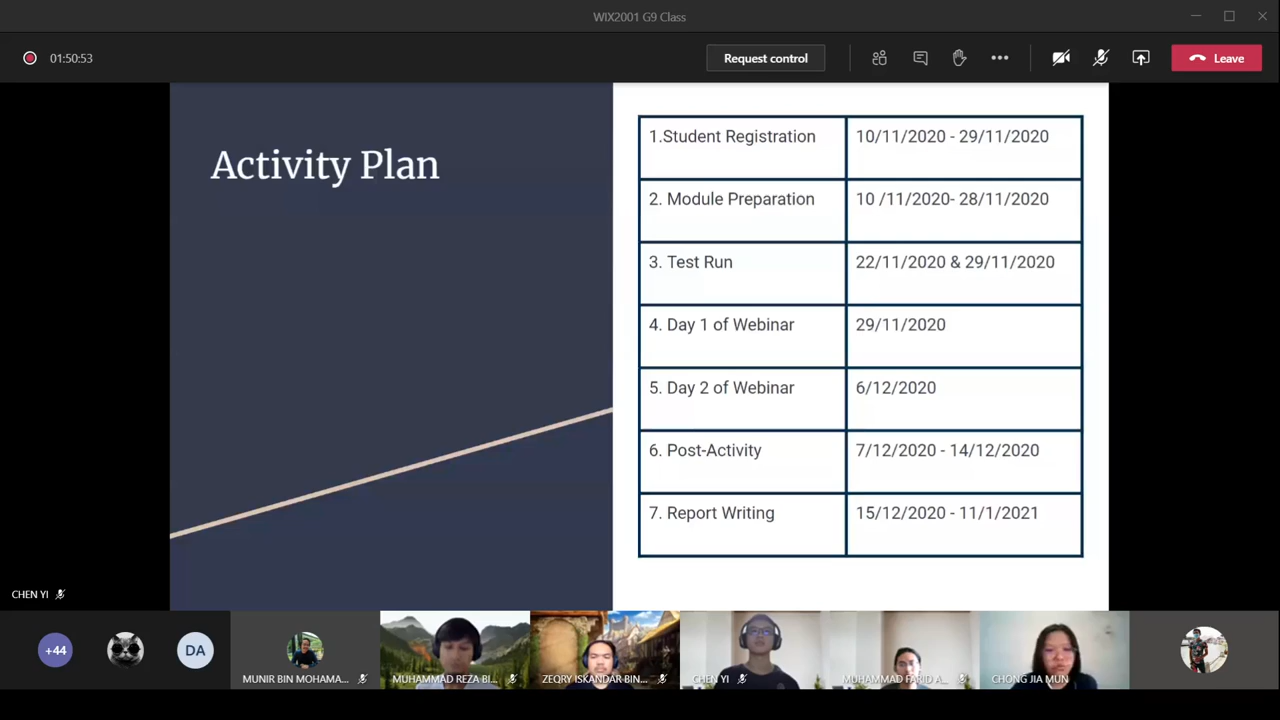 WIX2001 G9 Class
01:50:53
Request control
Leave
Activity Plan
1.Student Registration 10/11/2020 - 29/11/2020
2. Module Preparation 10 /11/2020- 28/11/2020
3. Test Run 22/11/2020 & 29/11/2020
4. Day 1 of Webinar 29/11/2020
5. Day 2 of Webinar 6/12/2020
6. Post-Activity 7/12/2020 - 14/12/2020
7. Report Writing 15/12/2020 - 11/1/2021
CHEN YI
+44
DA
MUNIR BIN MOHAMA...
MUHAMMAD REZA BI...
ZEQRY ISKANDAR BIN...
CHEN YI
MUHAMMAD FARID A...
CHONG JIA MUN